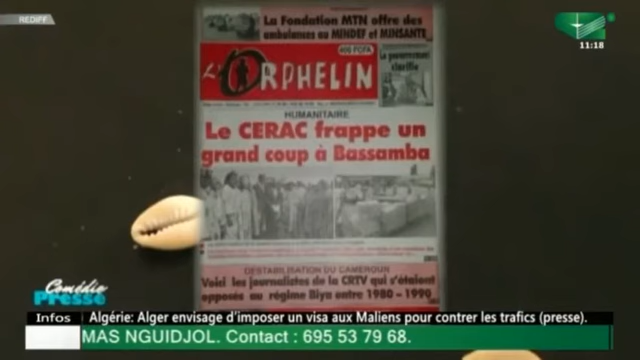 REDIFF
11:18
La Fondation MTN offre des
ambulances au MINDEF et MINSANTE
400 FCFA
L'ORPHELIN
Le gouvernement
clarifie
HUMANITAIRE
Le CERAC frappe un
grand coup à Bassamba
DESTABILISATION DU CAMEROUN
Voici les journalistes de la CRTV qui s'étaient
opposés au régime Biya entre 1980 – 1990
Comédie
Presse
Infos
Algérie: Alger envisage d'imposer un visa aux Maliens pour contrer les trafics (presse).
MAS NGUIDJOL. Contact : 695 53 79 68.